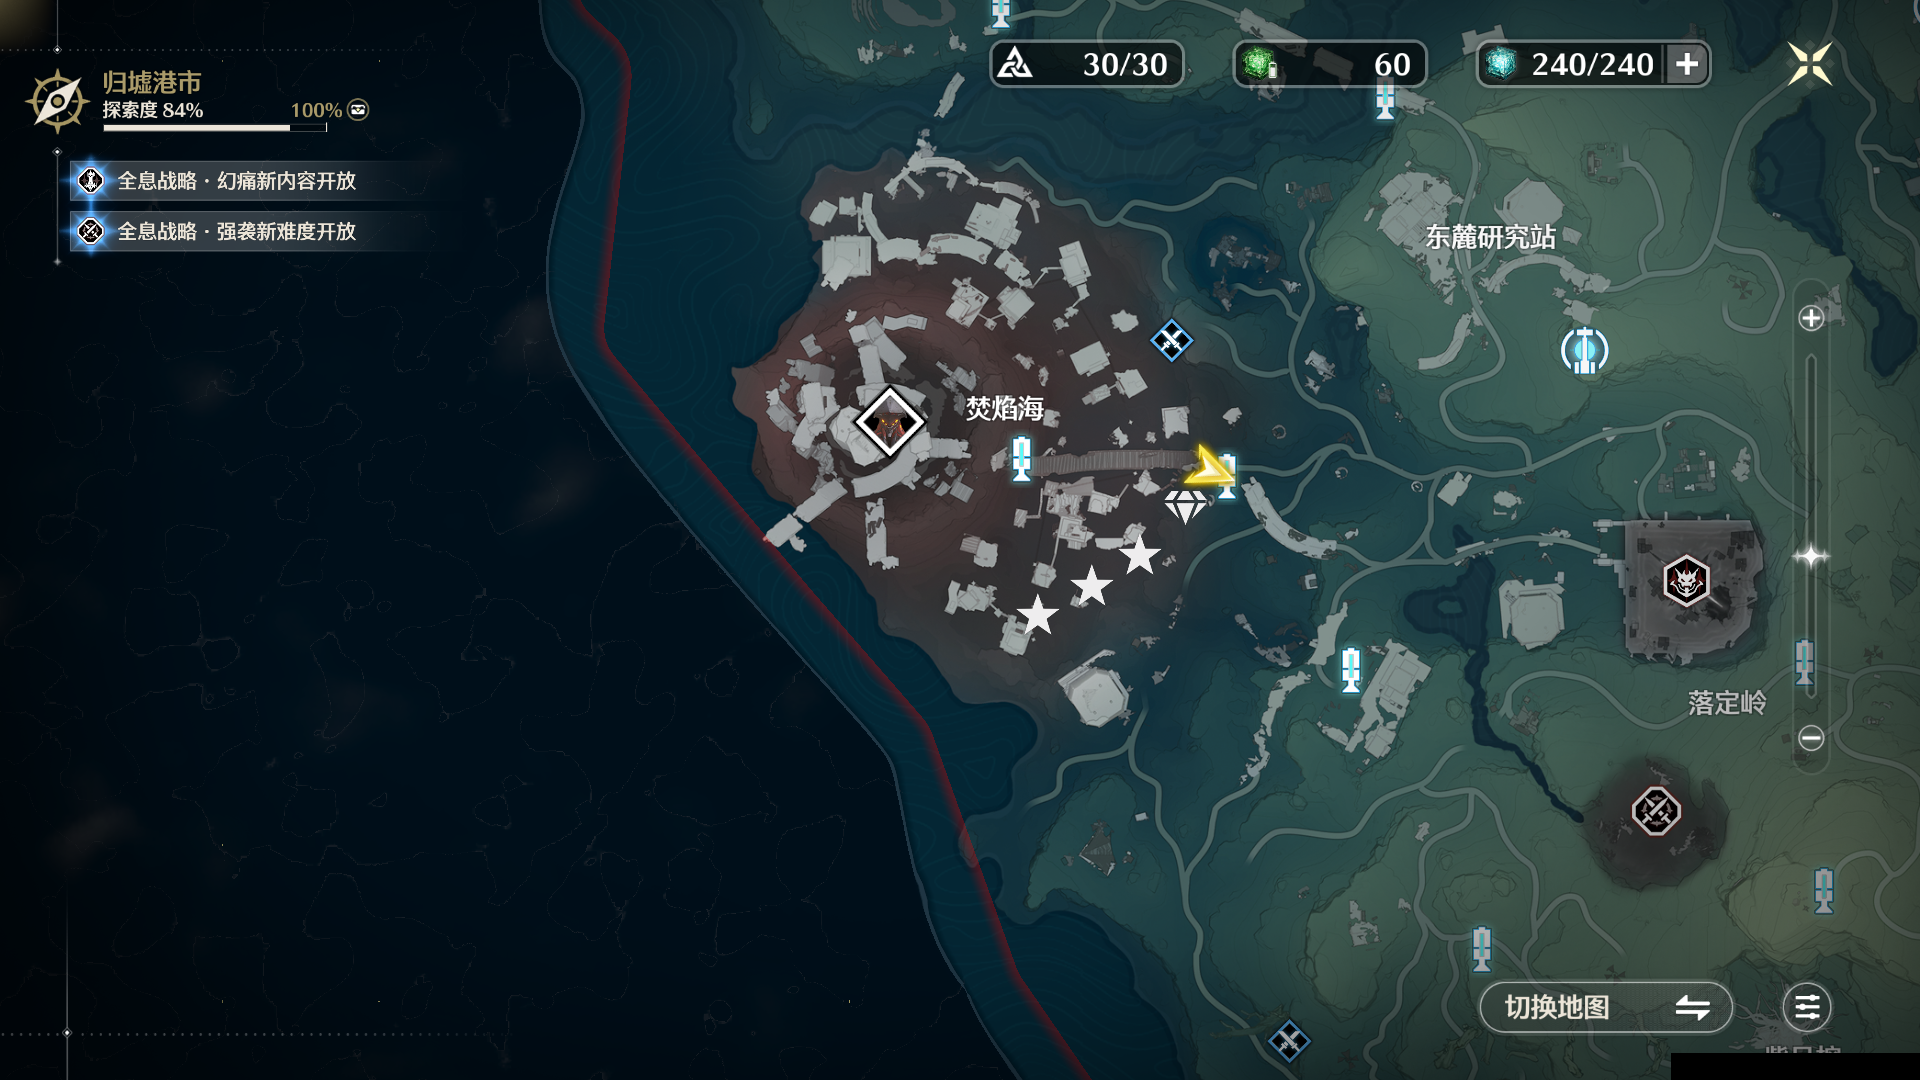 30/30
60
240/240
归墟港市
探索度 84%
100%
全息战略·幻痛新内容开放
全息战略·强袭新难度开放
东麓研究站
焚焰海
落定岭
切换地图